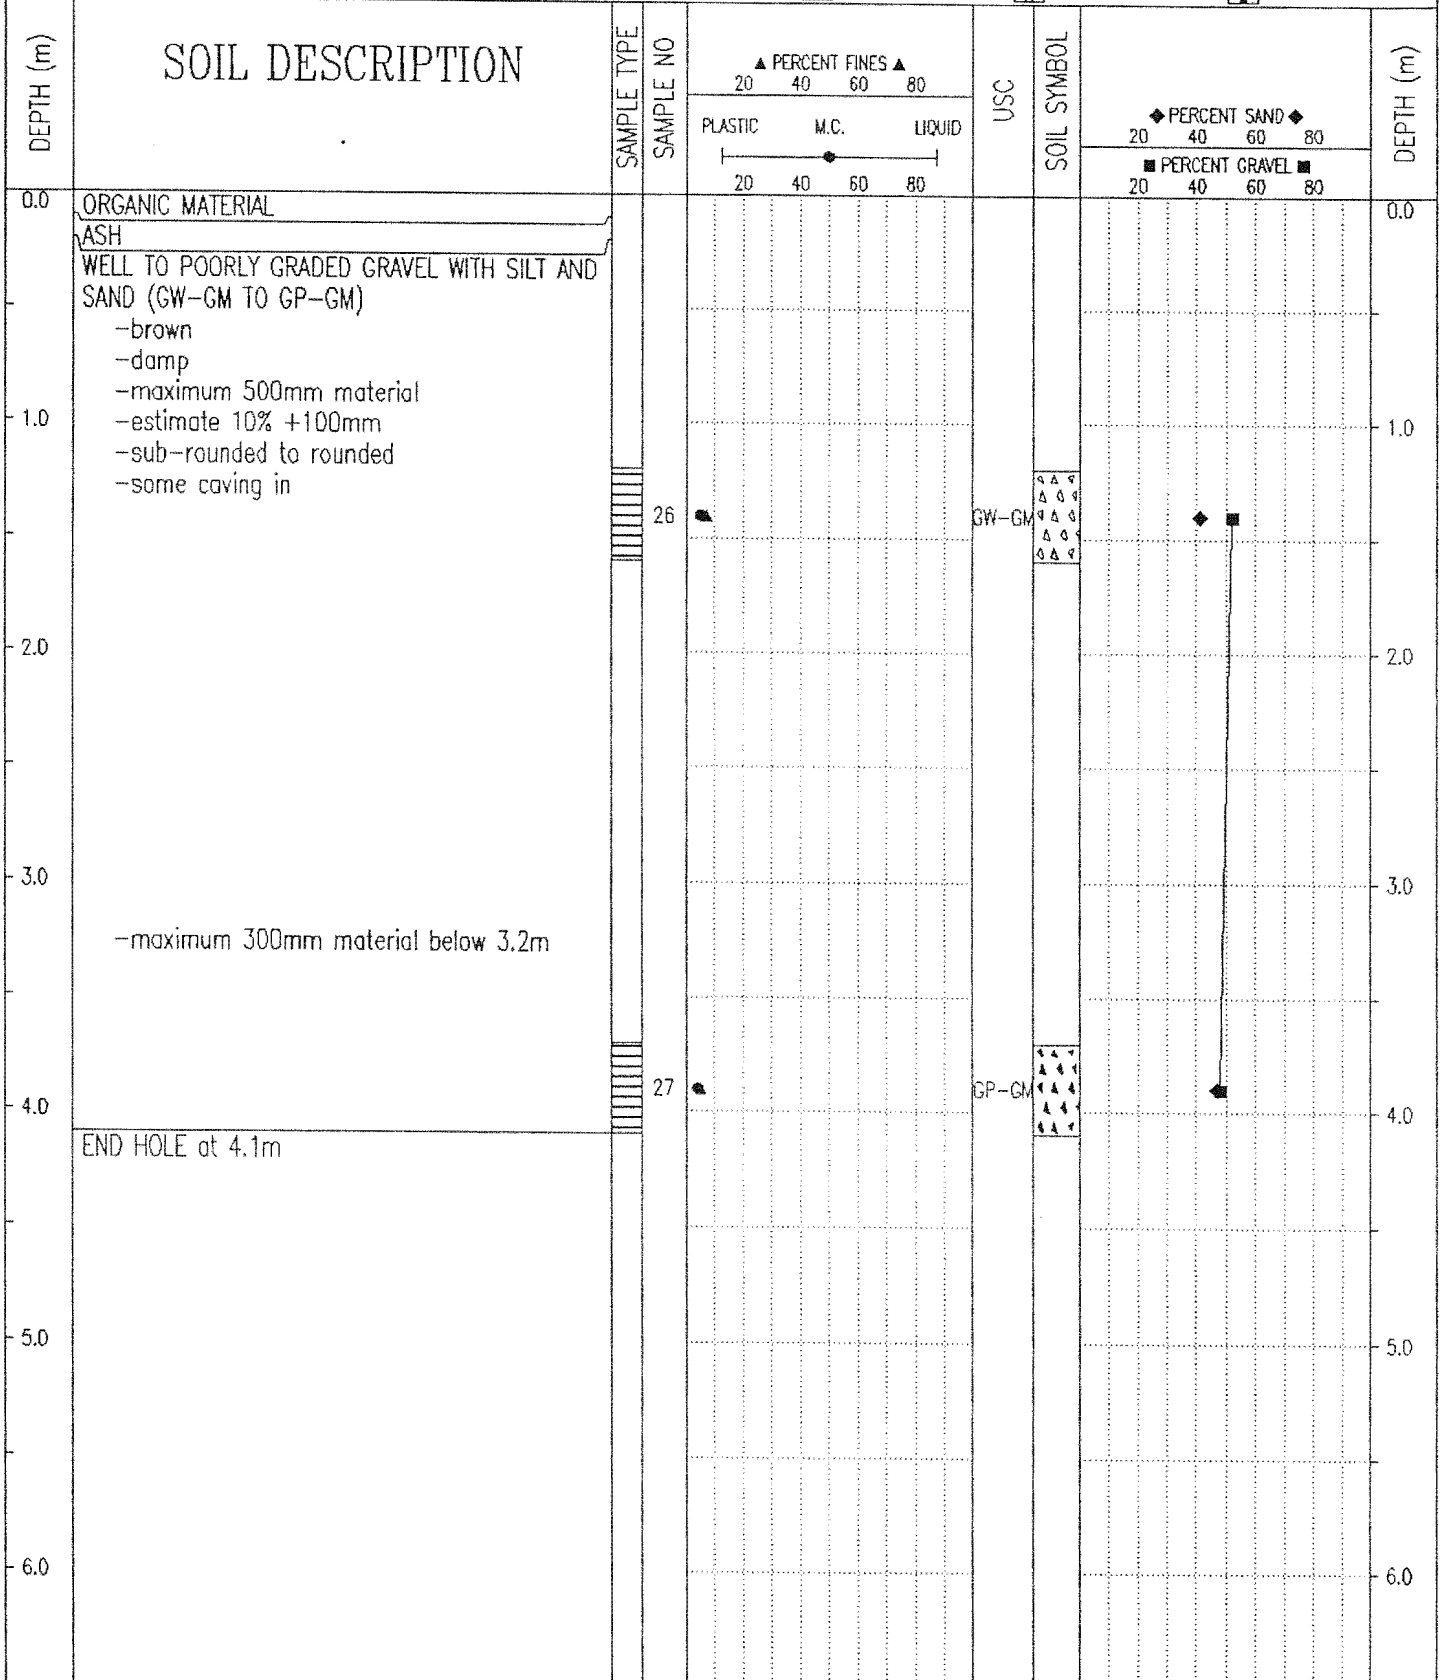 DEPTH (m)
SOIL DESCRIPTION
SAMPLE TYPE
SAMPLE NO
▲ PERCENT FINES ▲
20 40 60 80
PLASTIC M.C. LIQUID
20 40 60 80
USC
SOIL SYMBOL
◆ PERCENT SAND ◆
20 40 60 80
■ PERCENT GRAVEL ■
20 40 60 80
DEPTH (m)
0.0
ORGANIC MATERIAL
0.0
ASH
WELL TO POORLY GRADED GRAVEL WITH SILT AND
SAND (GW-GM TO GP-GM)
-brown
-damp
-maximum 500mm material
1.0
-estimate 10% +100mm
1.0
-sub-rounded to rounded
-some caving in
26
GW-GM
2.0
2.0
3.0
3.0
-maximum 300mm material below 3.2m
27
GP-GM
4.0
4.0
END HOLE at 4.1m
5.0
5.0
6.0
6.0